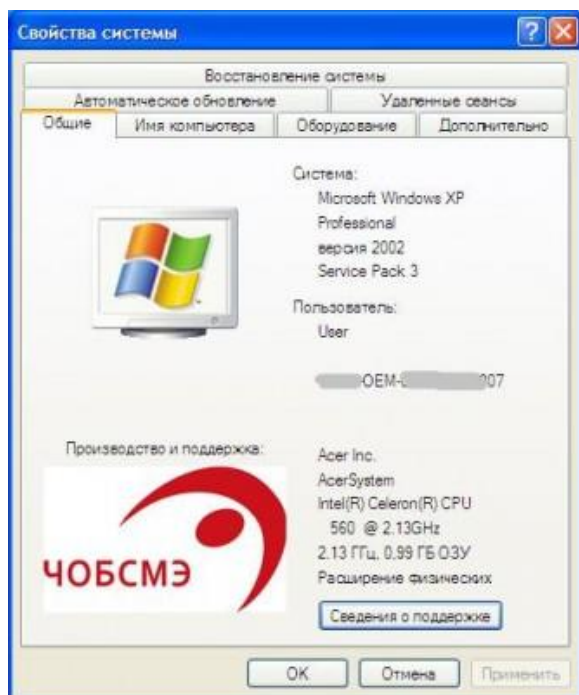 Свойства системы
Восстановление системы
Автоматическое обновление
Удаленные сеансы
Общие
Имя компьютера
Оборудование
Дополнительно
Система:
Microsoft Windows XP
Professional
версия 2002
Service Pack 3
Пользователь:
User
OEM-
007
Производство и поддержка:
ЧОБСМЭ
Acer Inc.
AcerSystem
Intel(R) Celeron(R) CPU
560 @ 2.13GHz
2.13 ГГц, 0,99 ГБ ОЗУ
Расширение физических
Сведения о поддержке
OK
Отмена
Применить